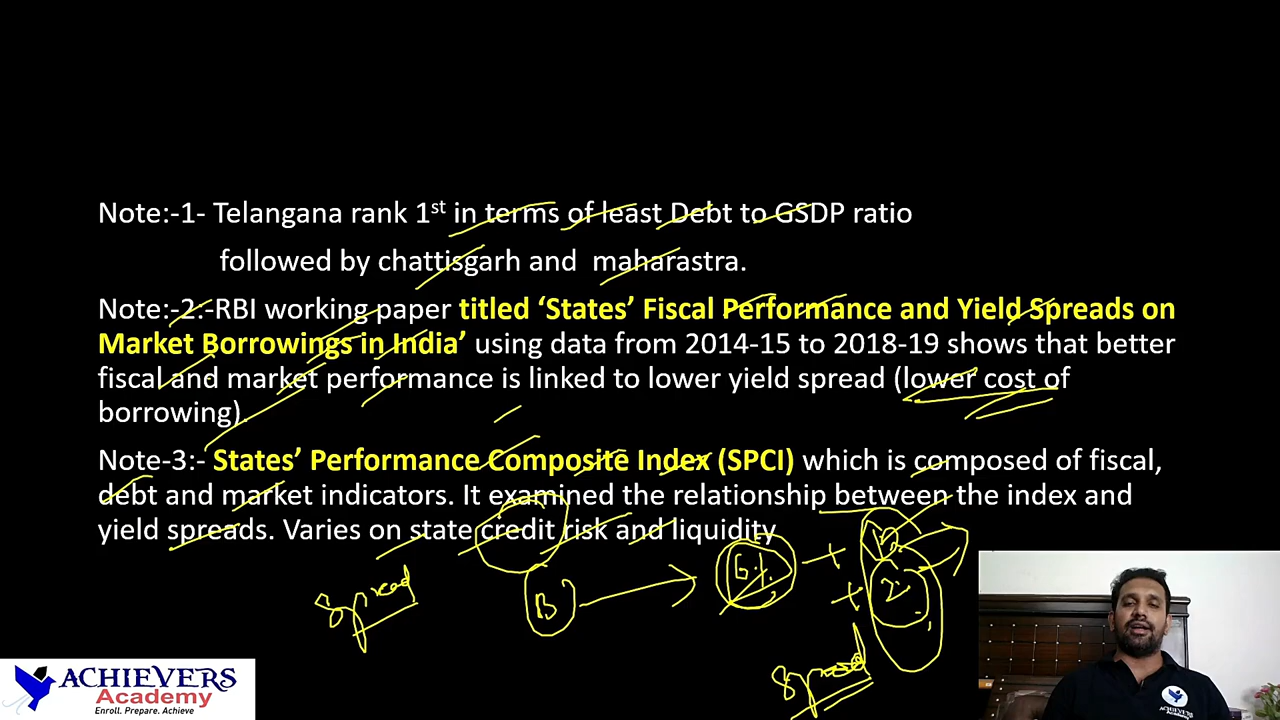 Note:-1- Telangana rank 1st in terms of least Debt to GSDP ratio
followed by chattisgarh and maharastra.
Note:-2:-RBI working paper titled ‘States’ Fiscal Performance and Yield Spreads on
Market Borrowings in India’ using data from 2014-15 to 2018-19 shows that better
fiscal and market performance is linked to lower yield spread (lower cost of
borrowing).
Note-3:- States’ Performance Composite Index (SPCI) which is composed of fiscal,
debt and market indicators. It examined the relationship between the index and
yield spreads. Varies on state credit risk and liquidity
Spread
B
6%
+
+
2
Spread
ACHIEVERS
Academy
Enroll. Prepare. Achieve